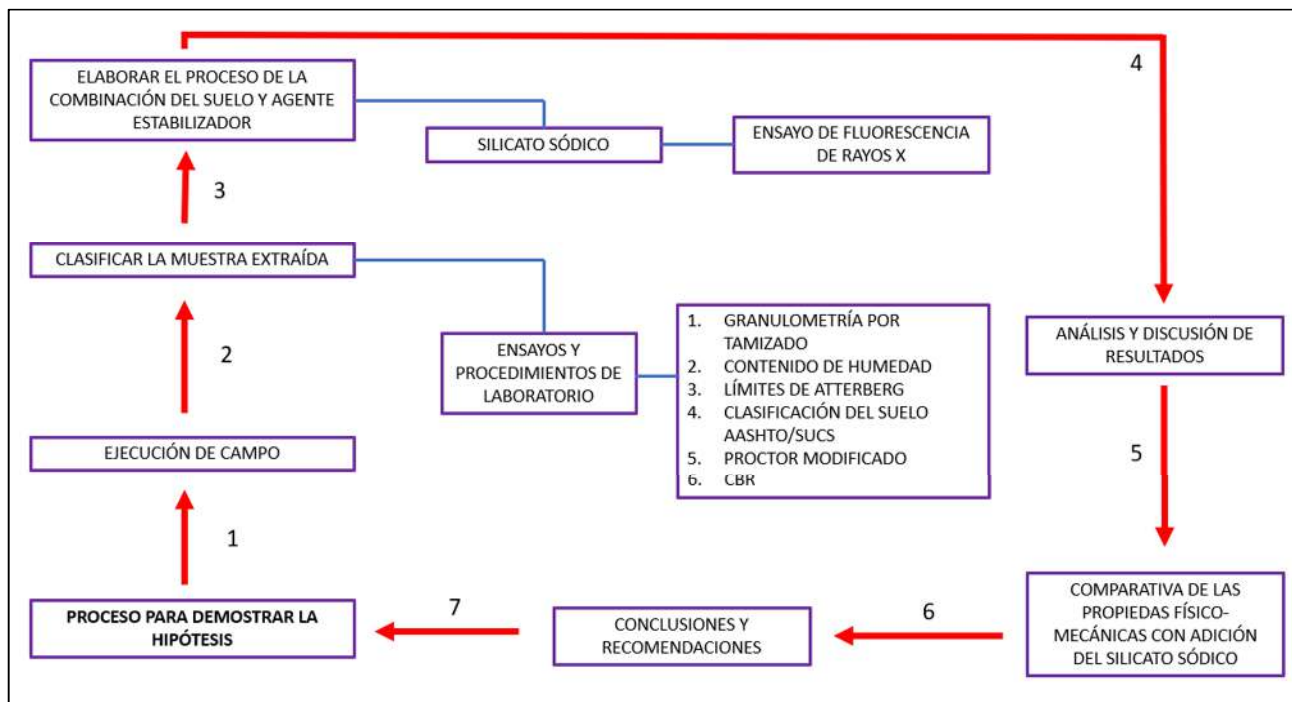 ELABORAR EL PROCESO DE LA
COMBINACIÓN DEL SUELO Y AGENTE
ESTABILIZADOR
4
SILICATO SÓDICO
ENSAYO DE FLUORESCENCIA
DE RAYOS X
3
CLASIFICAR LA MUESTRA EXTRAÍDA
ENSAYOS Y
PROCEDIMIENTOS DE
LABORATORIO
1. GRANULOMETRÍA POR
TAMIZADO
2. CONTENIDO DE HUMEDAD
3. LÍMITES DE ATTERBERG
4. CLASIFICACIÓN DEL SUELO
AASHTO/SUCS
5. PROCTOR MODIFICADO
6. CBR
ANÁLISIS Y DISCUSIÓN DE
RESULTADOS
2
EJECUCIÓN DE CAMPO
5
1
PROCESO PARA DEMOSTRAR LA
HIPÓTESIS
7
CONCLUSIONES Y
RECOMENDACIONES
6
COMPARATIVA DE LAS
PROPIEDAS FÍSICO-
MECÁNICAS CON ADICIÓN
DEL SILICATO SÓDICO